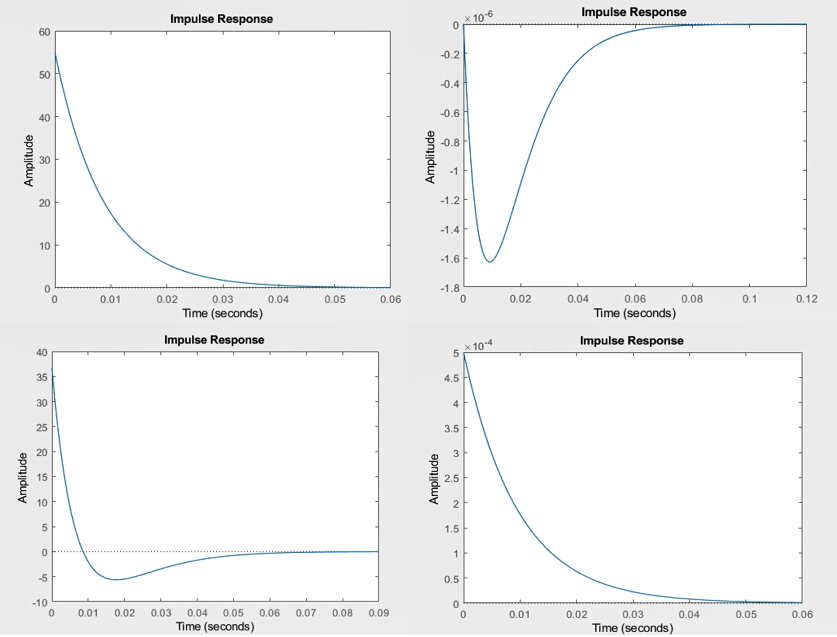 Impulse Response
60
50
40
30
20
10
0
Amplitude
0 0.01 0.02 0.03 0.04 0.05 0.06
Time (seconds)
Impulse Response
×10-6
0
-0.2
-0.4
-0.6
-0.8
-1
-1.2
-1.4
-1.6
-1.8
Amplitude
0 0.02 0.04 0.06 0.08 0.1 0.12
Time (seconds)
Impulse Response
40
35
30
25
20
15
10
5
0
-5
-10
Amplitude
0 0.01 0.02 0.03 0.04 0.05 0.06 0.07 0.08 0.09
Time (seconds)
Impulse Response
×10-4
5
4.5
4
3.5
3
2.5
2
1.5
1
0.5
0
Amplitude
0 0.01 0.02 0.03 0.04 0.05 0.06
Time (seconds)